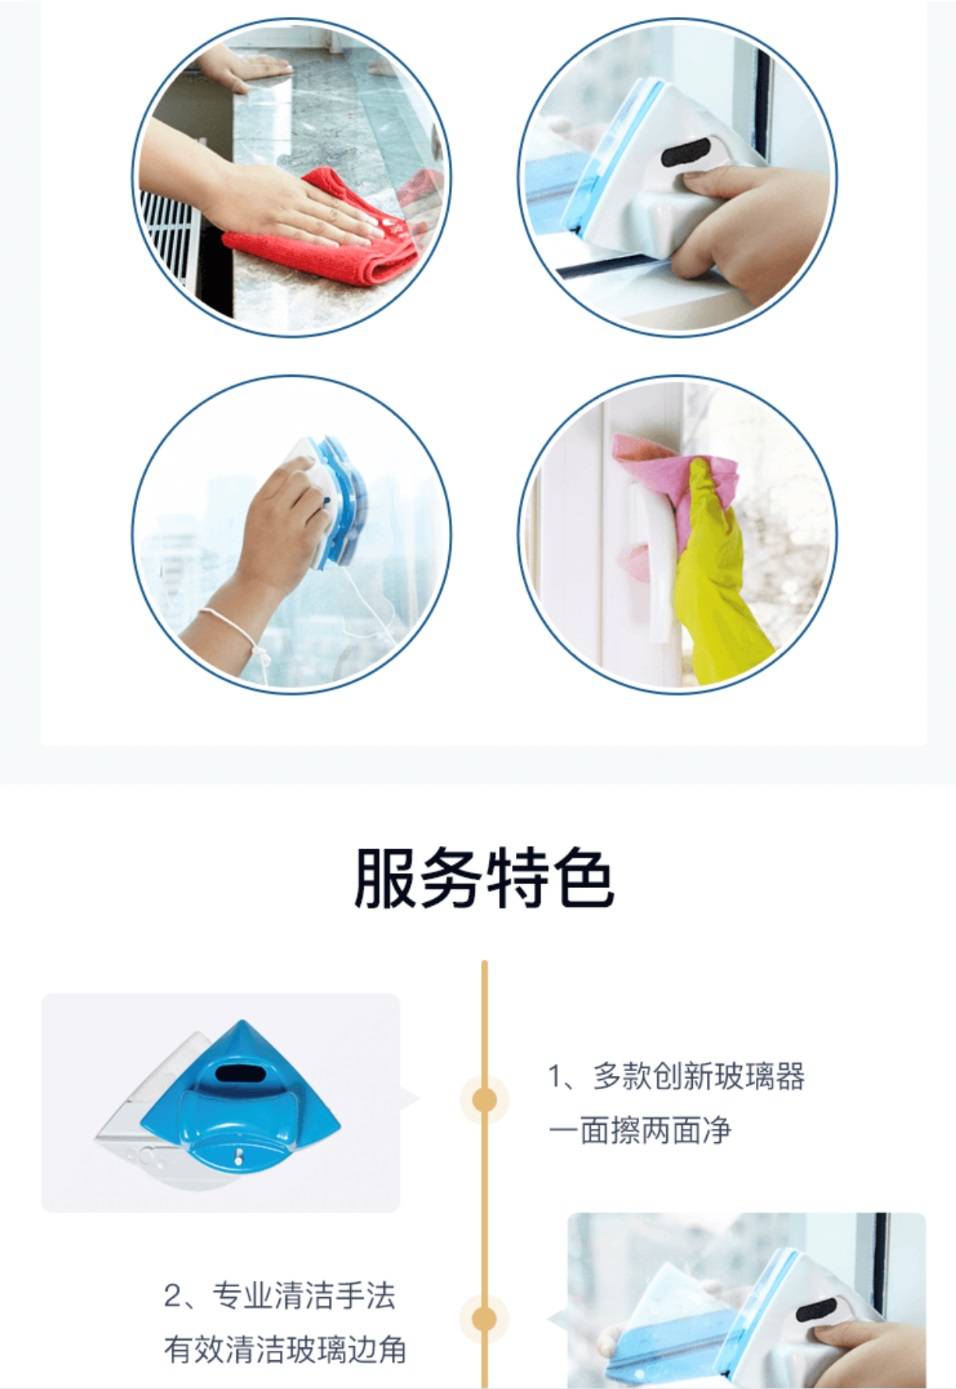 服务特色
1、多款创新玻璃器
一面擦两面净
2、专业清洁手法
有效清洁玻璃边角